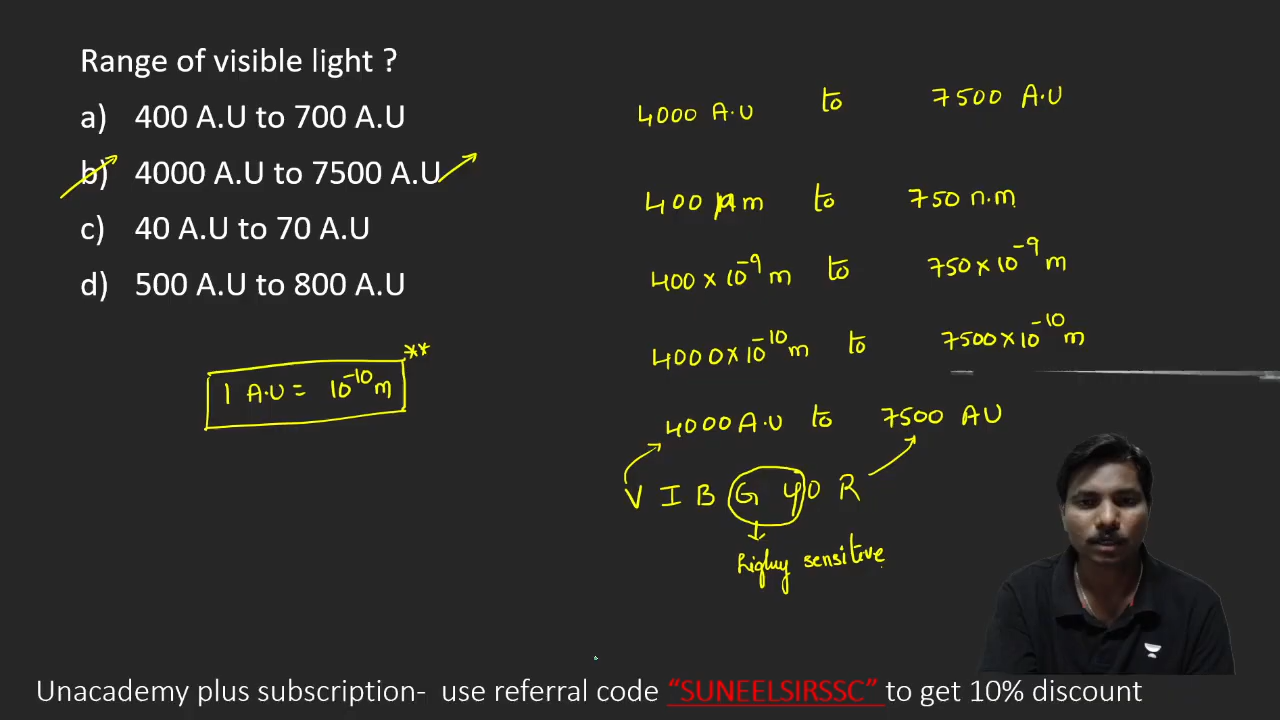 Range of visible light ?
a) 400 A.U to 700 A.U
b) 4000 A.U to 7500 A.U
c) 40 A.U to 70 A.U
d) 500 A.U to 800 A.U
1 A.U = 10⁻¹⁰ m **
4000 A.U to 7500 A.U
400 nm to 750 n.m
400 x 10⁻⁹ m to 750 x 10⁻⁹ m
4000 x 10⁻¹⁰ m to 7500 x 10⁻¹⁰ m
4000 A.U to 7500 AU
V I B G Y O R
highly sensitive
Unacademy plus subscription- use referral code “SUNEELSIRSSC” to get 10% discount